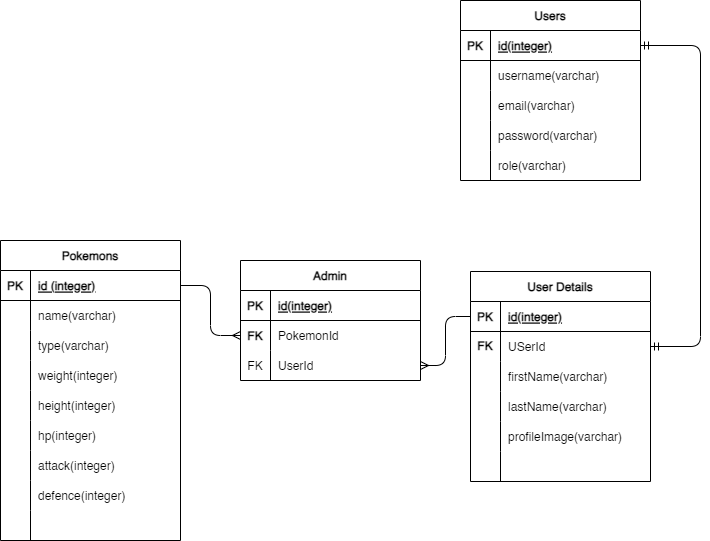 Users
PK id(integer)
username(varchar)
email(varchar)
password(varchar)
role(varchar)
Pokemons
PK id (integer)
name(varchar)
type(varchar)
weight(integer)
height(integer)
hp(integer)
attack(integer)
defence(integer)
Admin
PK id(integer)
FK PokemonId
FK UserId
User Details
PK id(integer)
FK USerId
firstName(varchar)
lastName(varchar)
profileImage(varchar)